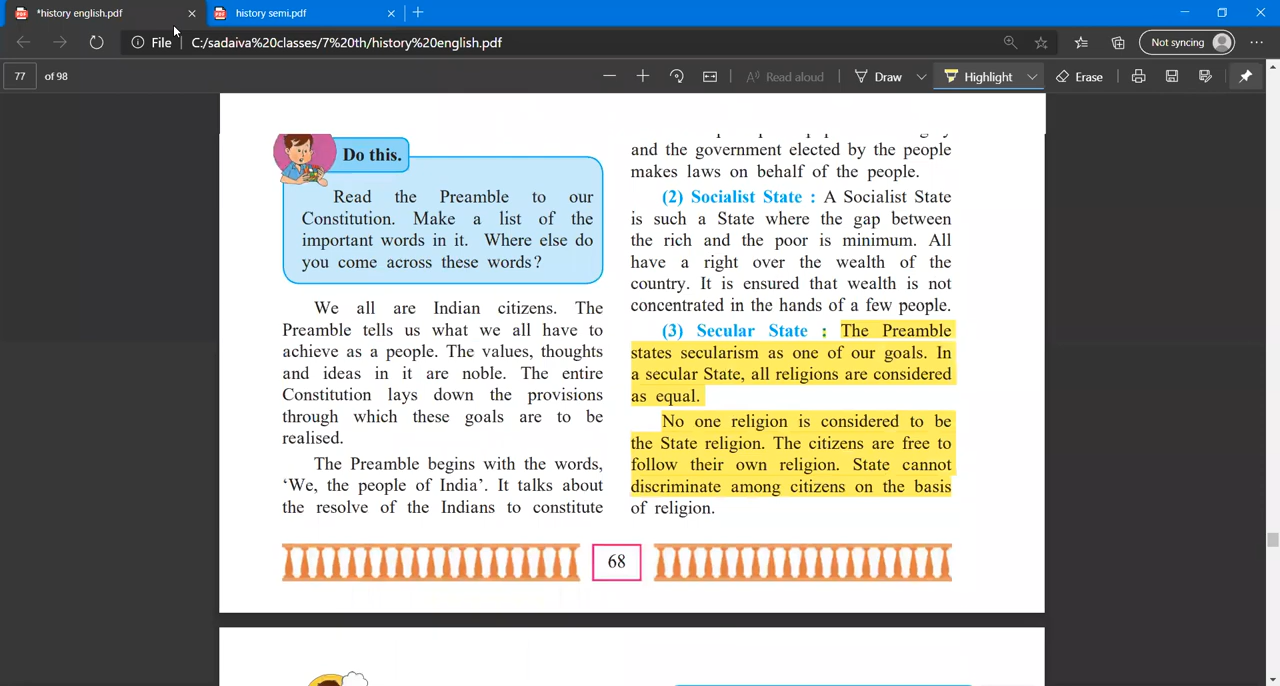 *history english.pdf
history semi.pdf
File
C:/sadaiva%20classes/7%20th/history%20english.pdf
Not syncing
77 of 98
Read aloud
Draw
Highlight
Erase
Do this.
Read the Preamble to our
Constitution. Make a list of the
important words in it. Where else do
you come across these words?
We all are Indian citizens. The
Preamble tells us what we all have to
achieve as a people. The values, thoughts
and ideas in it are noble. The entire
Constitution lays down the provisions
through which these goals are to be
realised.
The Preamble begins with the words,
‘We, the people of India’. It talks about
the resolve of the Indians to constitute
and the government elected by the people
makes laws on behalf of the people.
(2) Socialist State : A Socialist State
is such a State where the gap between
the rich and the poor is minimum. All
have a right over the wealth of the
country. It is ensured that wealth is not
concentrated in the hands of a few people.
(3) Secular State : The Preamble
states secularism as one of our goals. In
a secular State, all religions are considered
as equal.
No one religion is considered to be
the State religion. The citizens are free to
follow their own religion. State cannot
discriminate among citizens on the basis
of religion.
68